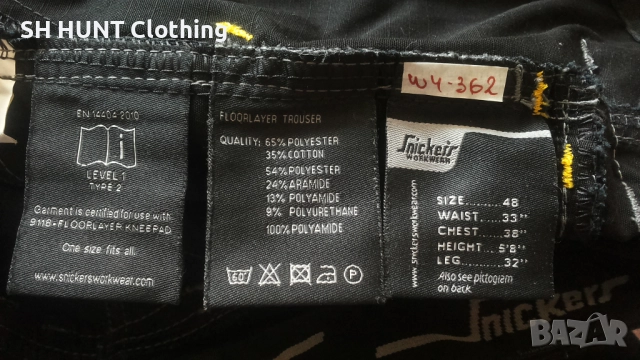 SH HUNT Clothing
W4-362
EN 14404:2010
i
LEVEL 1
TYPE 2
Garment is certified for use with
9118-FLOORLAYER KNEEPAD
One size fits all.
www.snickersworkwear.com
FLOORLAYER TROUSER
QUALITY: 65% POLYESTER
35% COTTON
54% POLYESTER
24% ARAMIDE
13% POLYAMIDE
9% POLYURETHANE
100% POLYAMIDE
60°
P
Snickers
WORKWEAR
www.snickersworkwear.com
SIZE..........48
WAIST.......33"
CHEST.......38"
HEIGHT.....5'8"
LEG..........32"
Also see pictogram
on back.
Snickers
BAZAR
bazar.bg